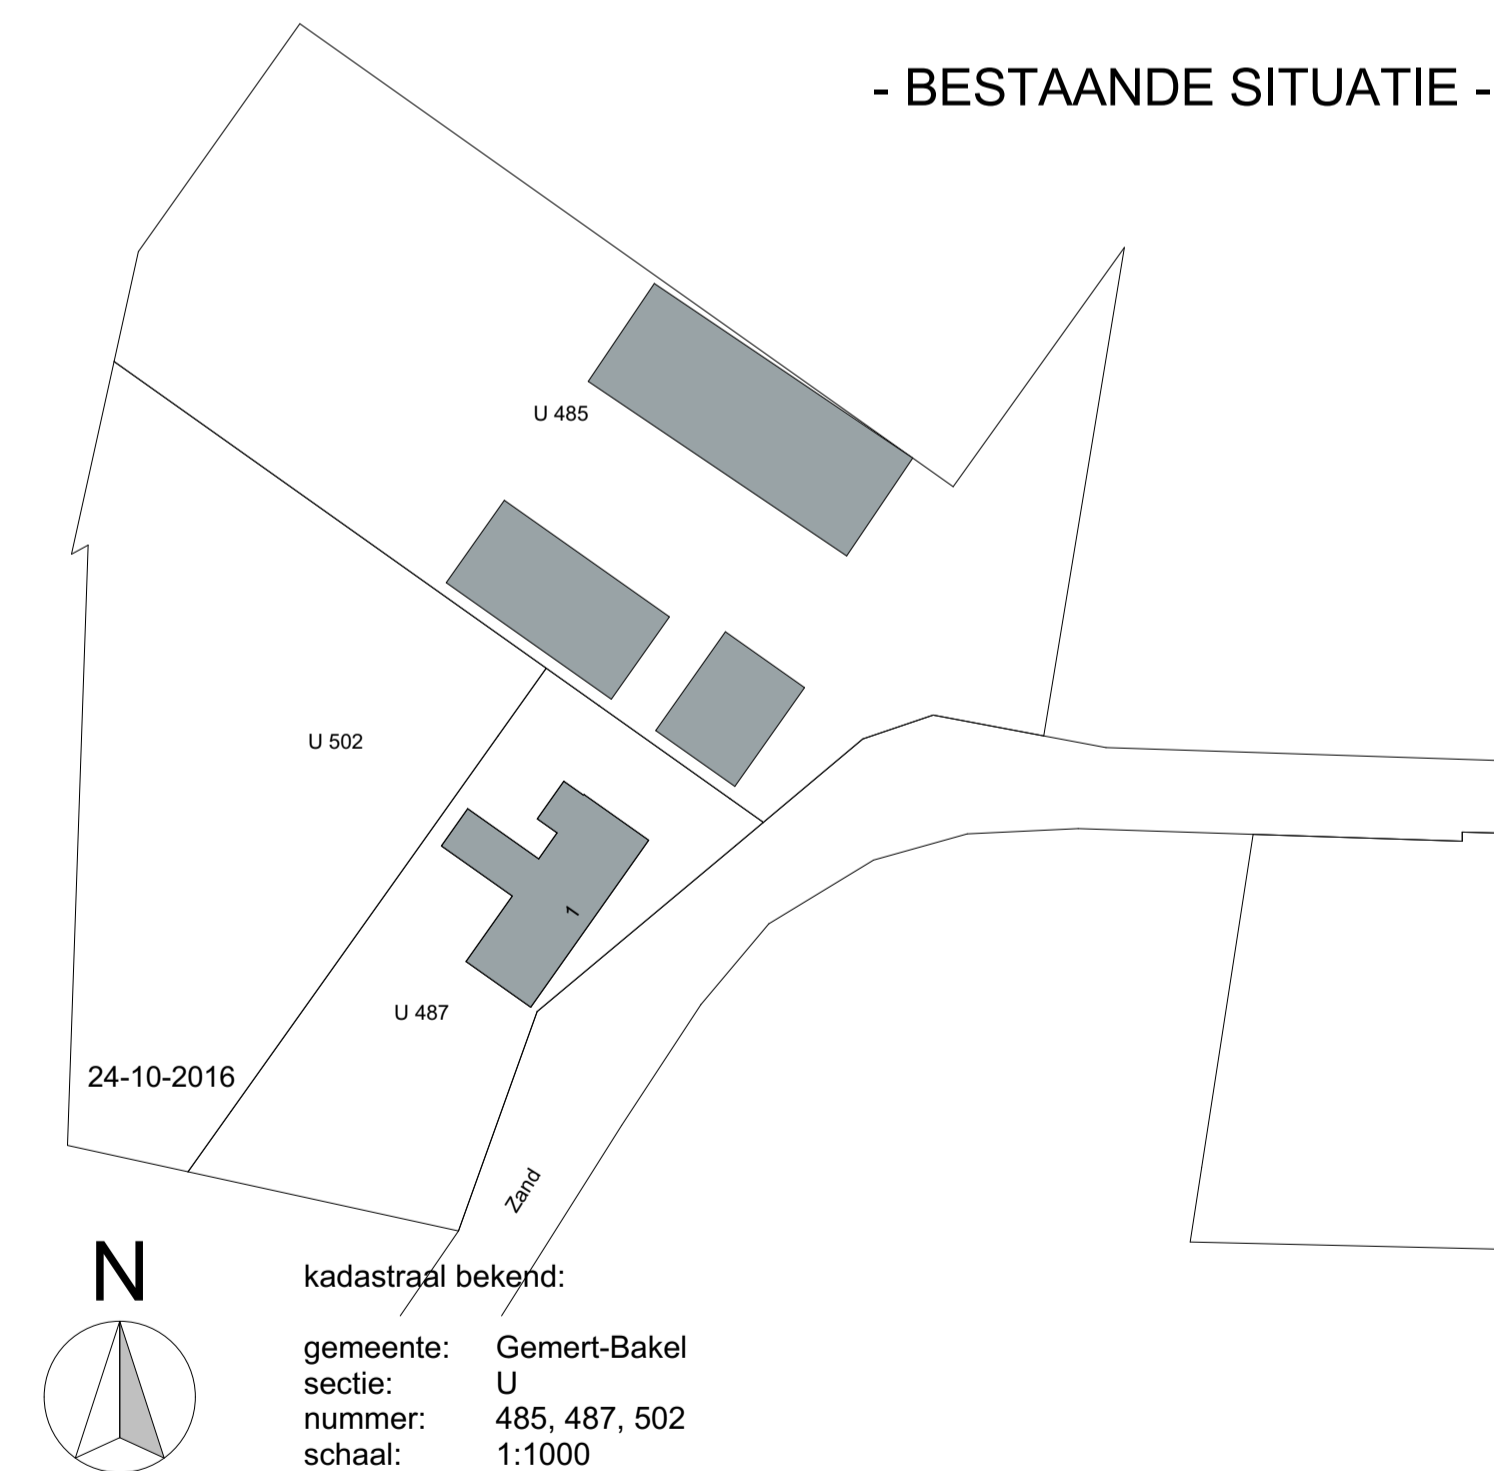 - BESTAANDE SITUATIE -
U 485
U 502
1
U 487
24-10-2016
Zand
N
kadastraal bekend:
gemeente: Gemert-Bakel
sectie: U
nummer: 485, 487, 502
schaal: 1:1000